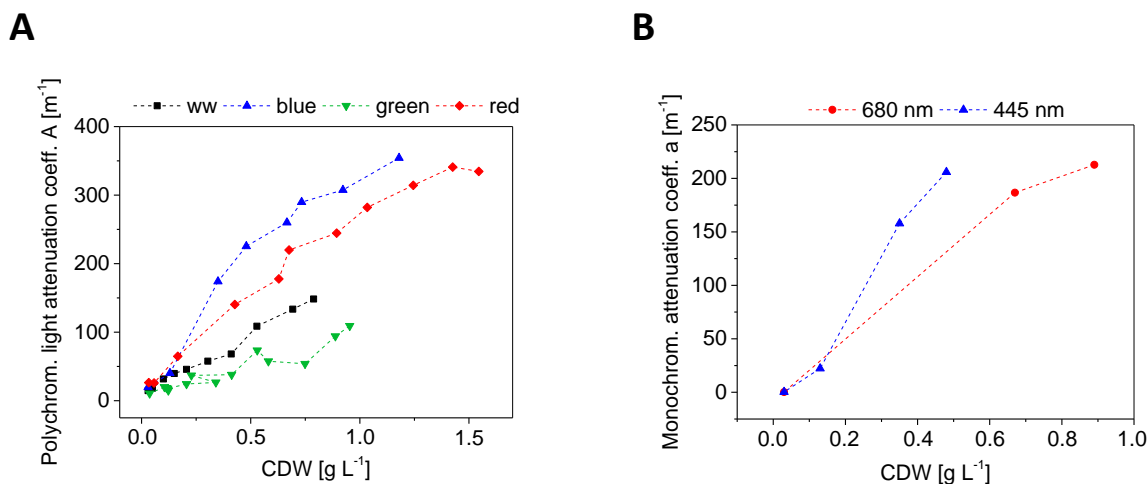 A
B
ww blue green red
Polychrom. light attenuation coeff. A [m⁻¹]
400
300
200
100
0
0.0 0.5 1.0 1.5
CDW [g L⁻¹]
680 nm 445 nm
Monochrom. attenuation coeff. a [m⁻¹]
250
200
150
100
50
0
0.0 0.2 0.4 0.6 0.8 1.0
CDW [g L⁻¹]